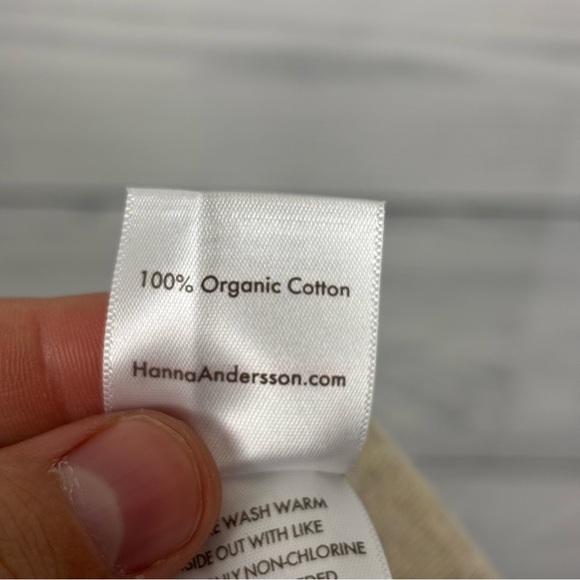 100% Organic Cotton
HannaAndersson.com
WASH WARM
OUT WITH LIKE
NON-CHLORINE